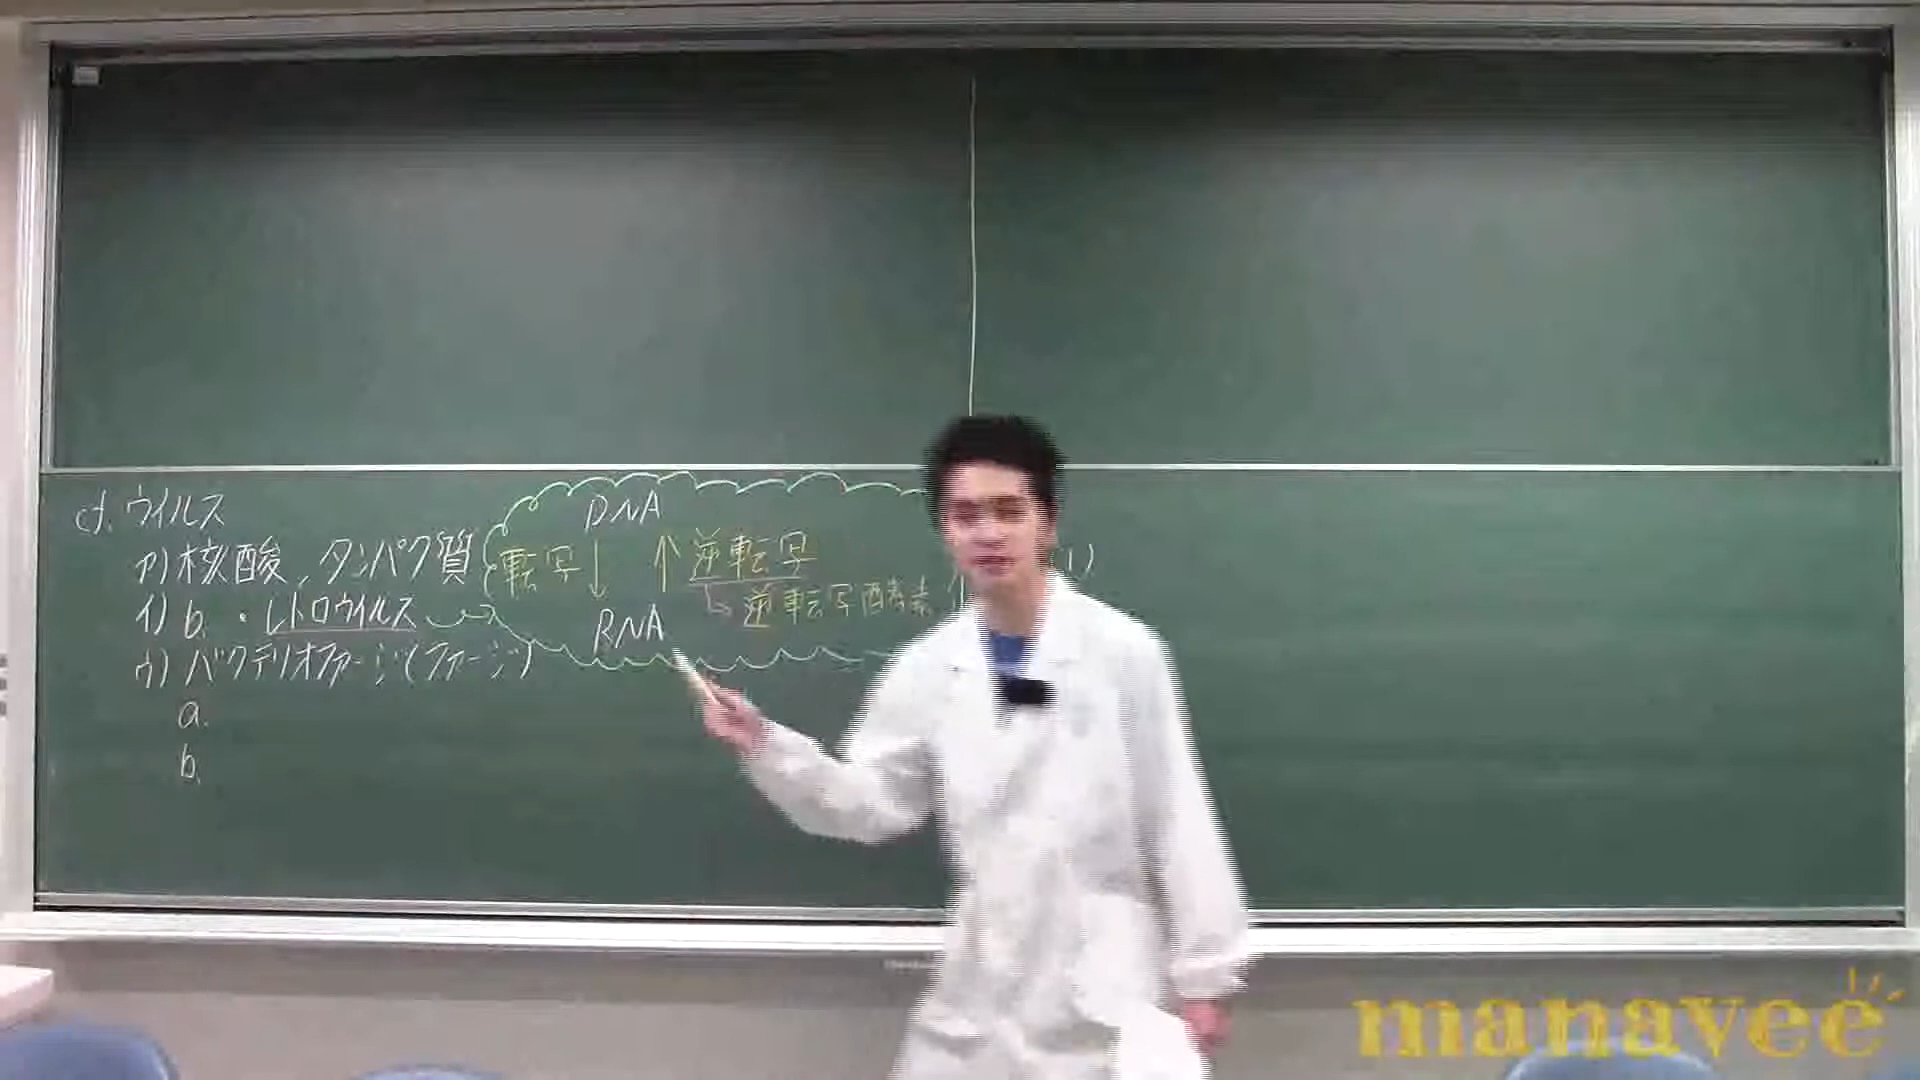 cf. ウイルス
ア) 核酸、タンパク質
イ) b. ・レトロウイルス
ウ) バクテリオファージ(ファージ)
a.
b.
DNA
転写↓ ↑逆転写
↳逆転写酵素
RNA
manavee